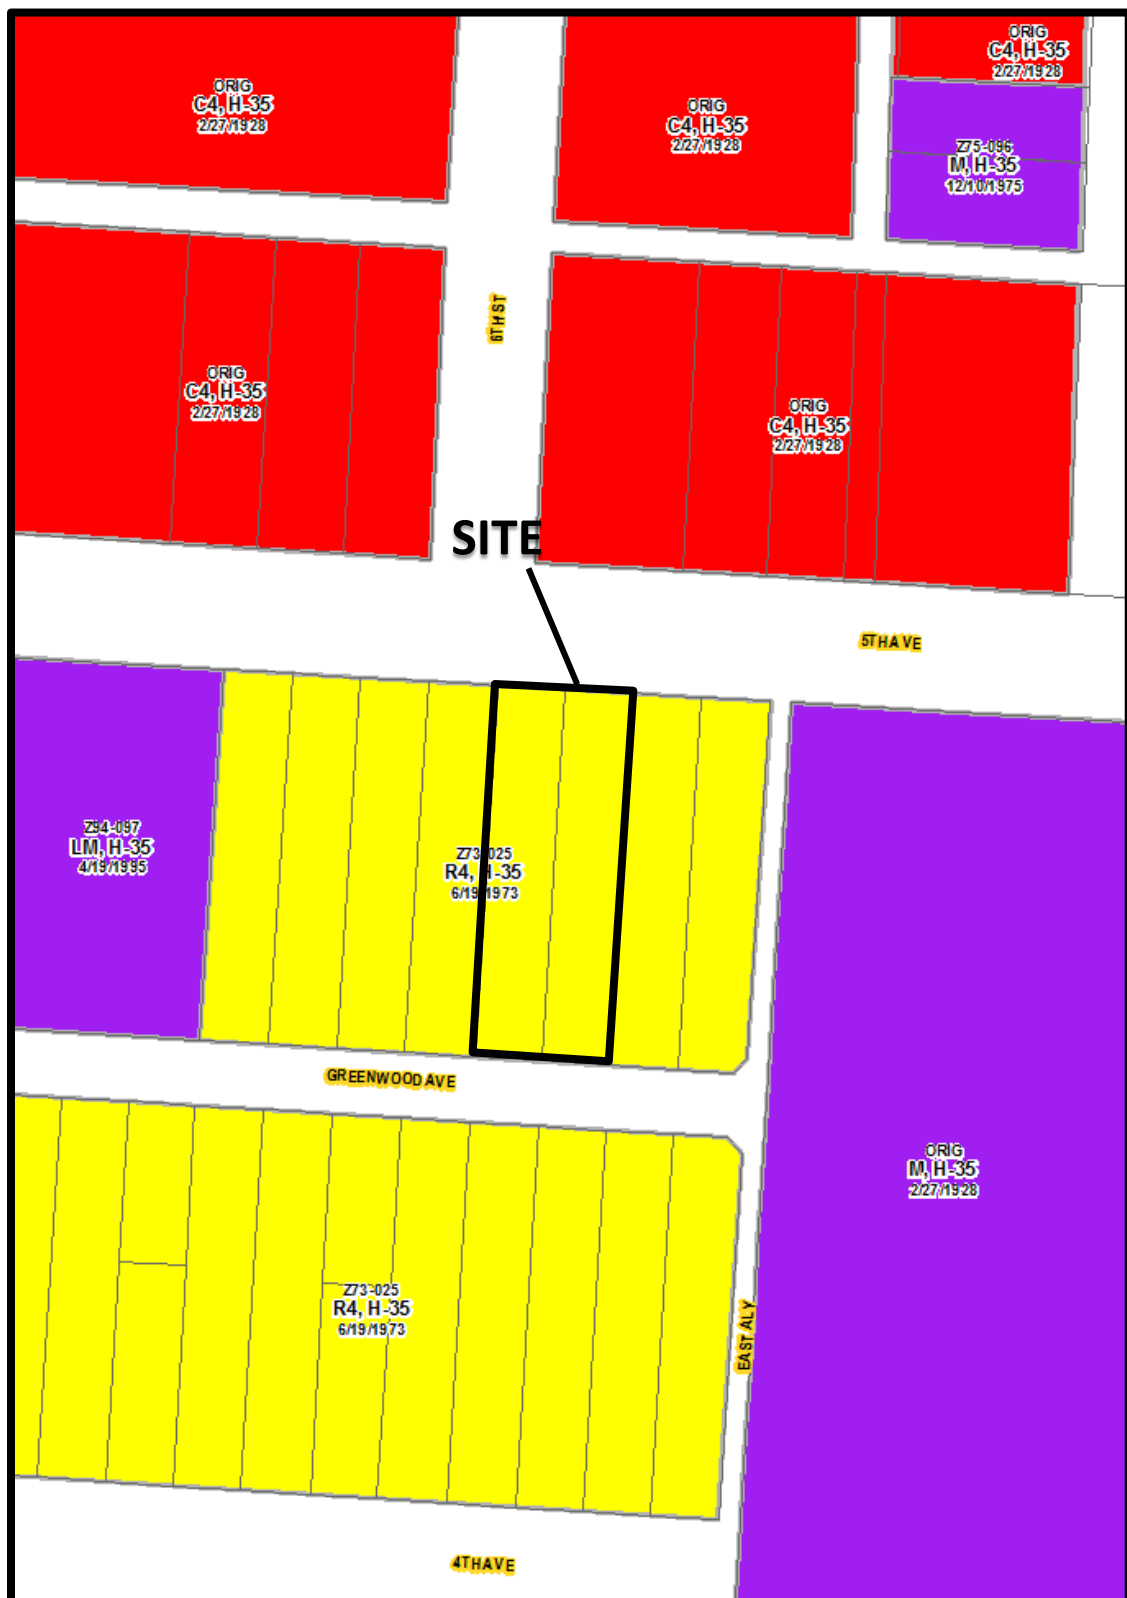 ORIG
C4, H-35
2/27/1928
ORIG
C4, H-35
2/27/1928
ORIG
C4, H-35
2/27/1928
Z75-096
M, H-35
12/10/1975
6TH ST
ORIG
C4, H-35
2/27/1928
ORIG
C4, H-35
2/27/1928
SITE
5TH AVE
Z94-097
LM, H-35
4/19/1995
Z73-025
R4, H-35
6/19/1973
GREENWOOD AVE
ORIG
M, H-35
2/27/1928
Z73-025
R4, H-35
6/19/1973
EAST ALY
4TH AVE